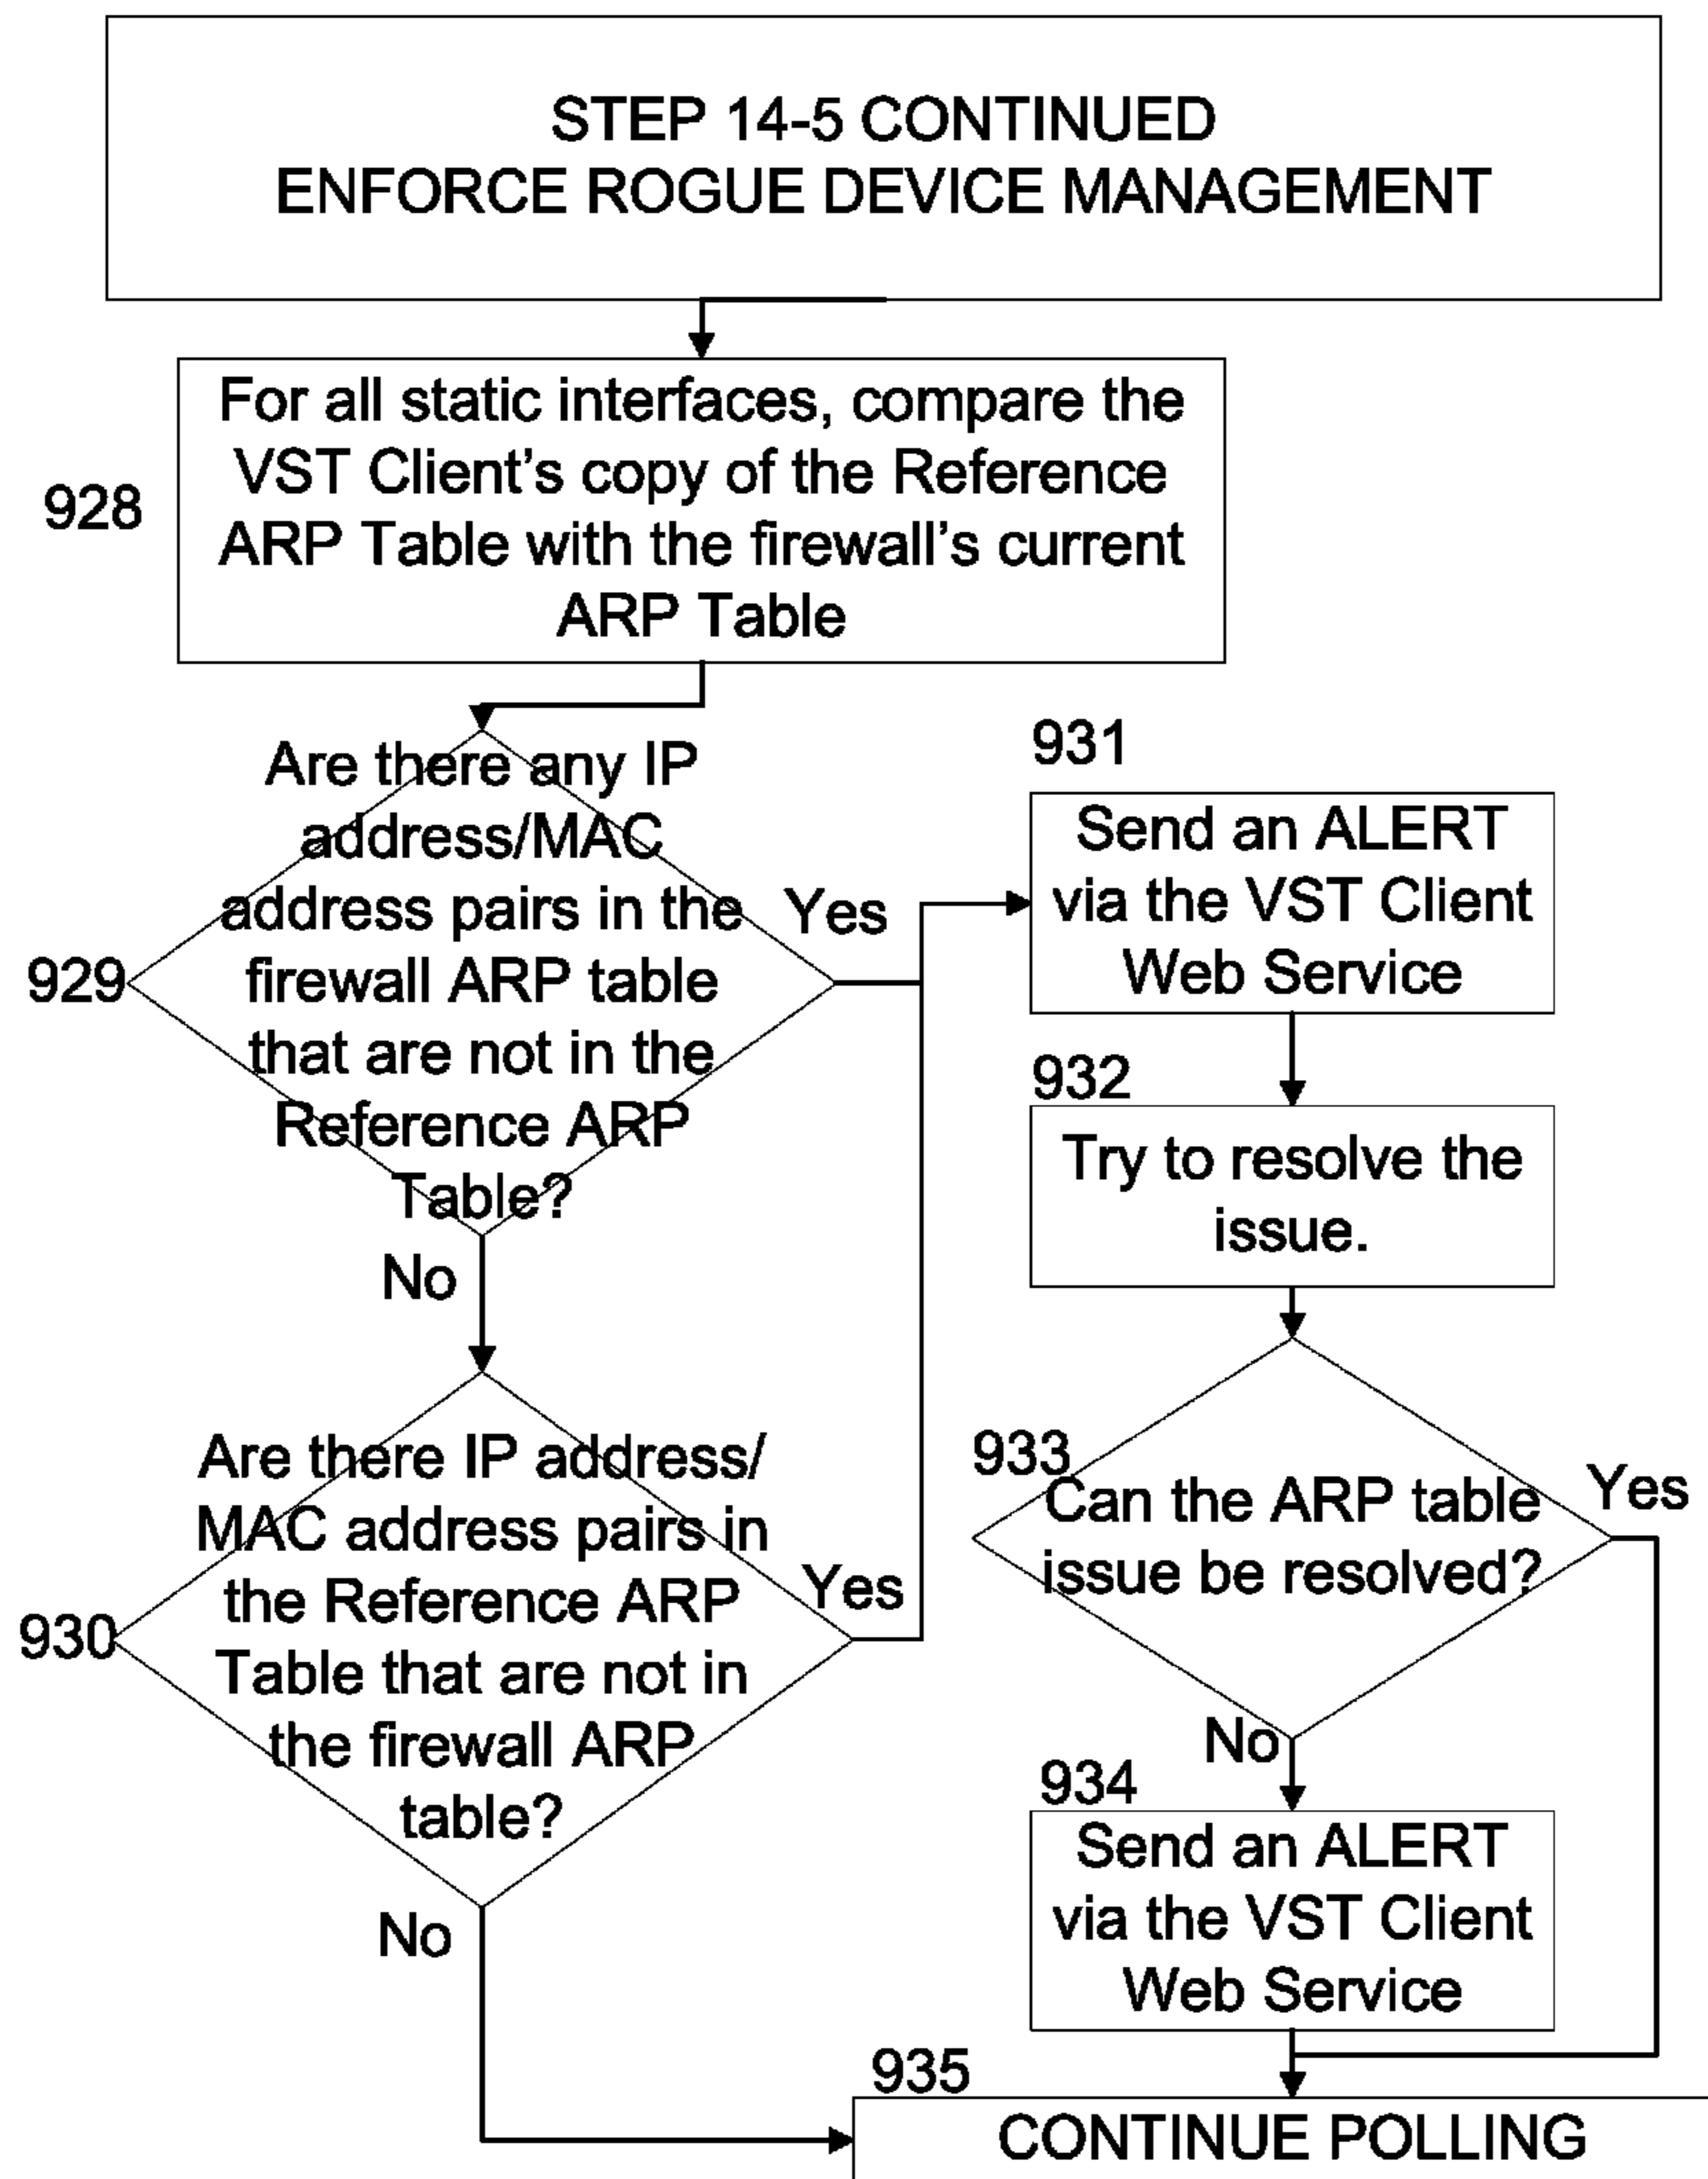 STEP 14-5 CONTINUED
ENFORCE ROGUE DEVICE MANAGEMENT
928
For all static interfaces, compare the
VST Client's copy of the Reference
ARP Table with the firewall's current
ARP Table
929
Are there any IP
address/MAC
address pairs in the
firewall ARP table
that are not in the
Reference ARP
Table?
Yes
No
930
Are there IP address/
MAC address pairs in
the Reference ARP
Table that are not in
the firewall ARP
table?
Yes
No
931
Send an ALERT
via the VST Client
Web Service
932
Try to resolve the
issue.
933
Can the ARP table
issue be resolved?
Yes
No
934
Send an ALERT
via the VST Client
Web Service
935
CONTINUE POLLING